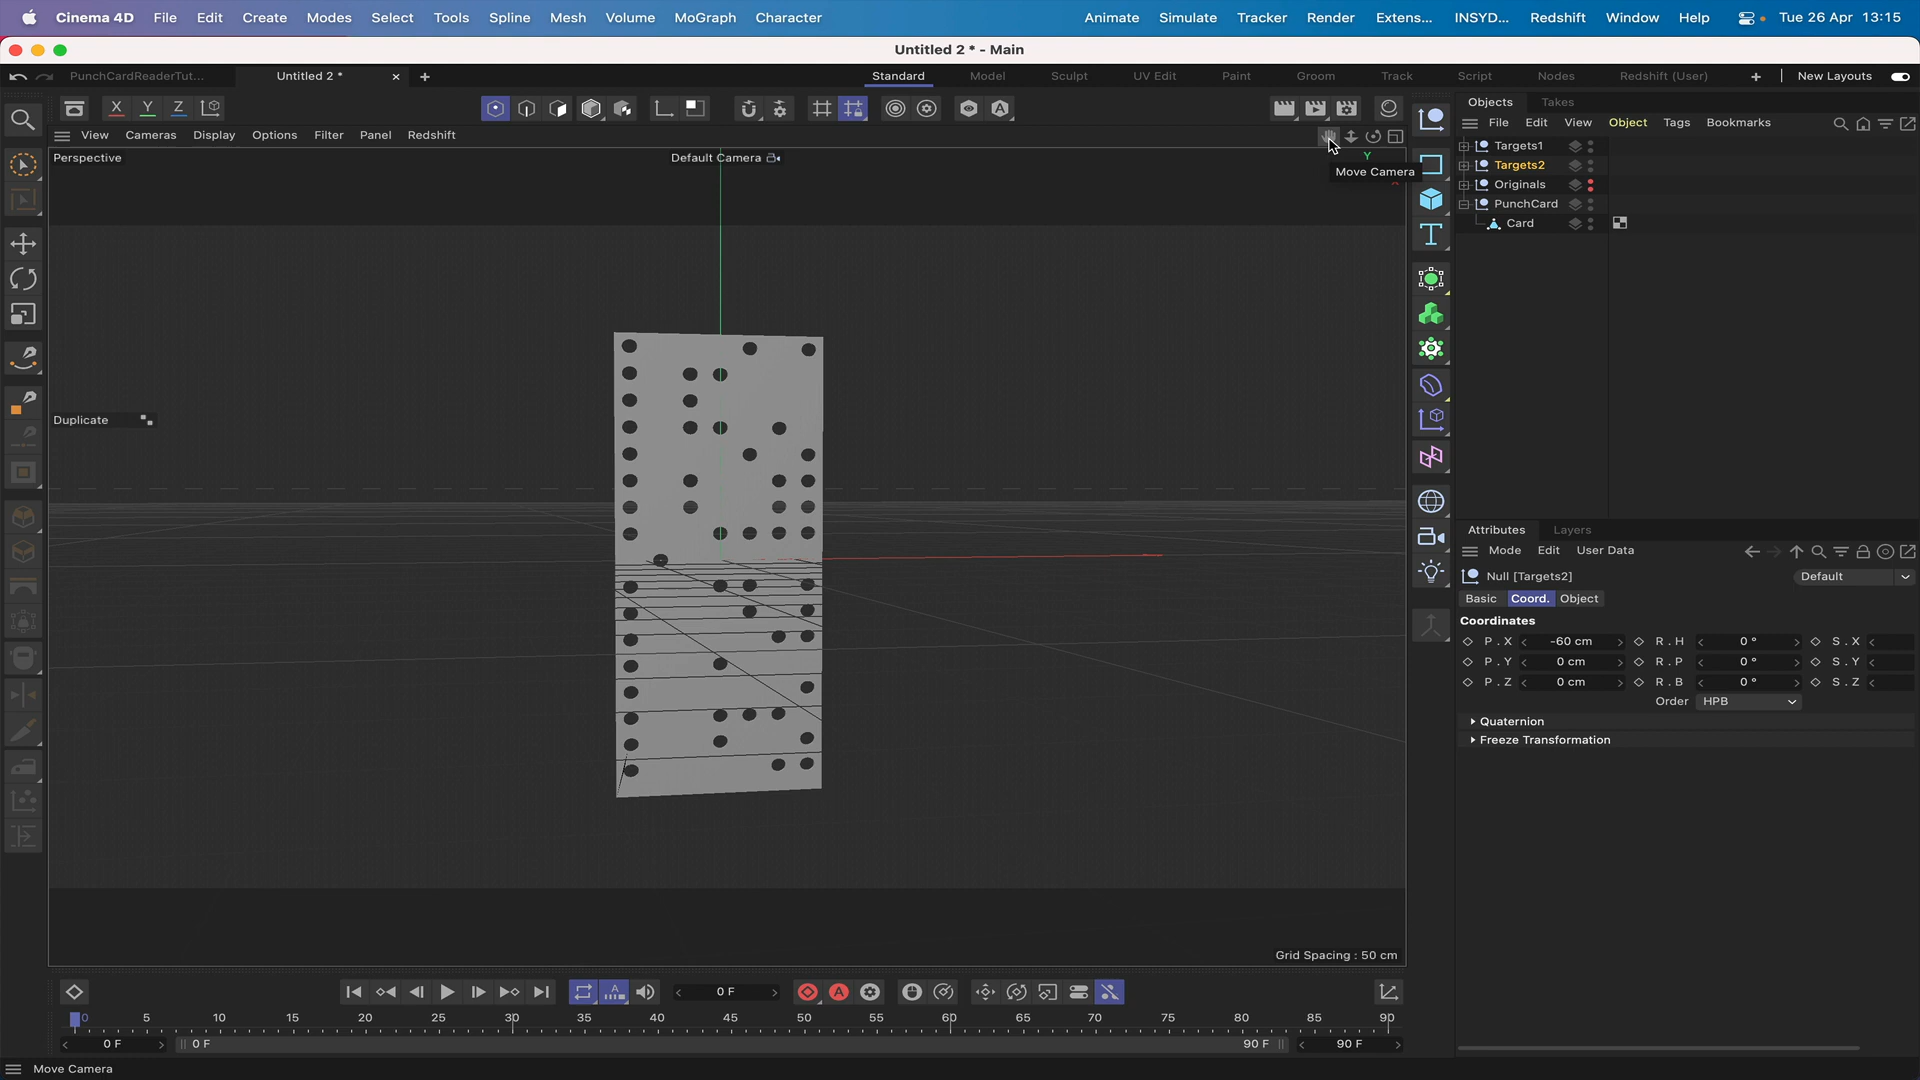 Cinema 4D File Edit Create Modes Select Tools Spline Mesh Volume MoGraph Character Animate Simulate Tracker Render Extens... INSYD... Redshift Window Help Tue 26 Apr 13:15
Untitled 2 * - Main
PunchCardReaderTut... Untitled 2 * Standard Model Sculpt UV Edit Paint Groom Track Script Nodes Redshift (User) New Layouts
X Y Z
Objects Takes
View Cameras Display Options Filter Panel Redshift
File Edit View Object Tags Bookmarks
Perspective
Default Camera
Y
Move Camera
X
Targets1
Targets2
Originals
PunchCard
Card
Duplicate
Attributes Layers
Mode Edit User Data
Null [Targets2] Default
Basic Coord. Object
Coordinates
P . X -60 cm R . H 0 ° S . X
P . Y 0 cm R . P 0 ° S . Y
P . Z 0 cm R . B 0 ° S . Z
Order HPB
Quaternion
Freeze Transformation
Grid Spacing : 50 cm
0 F
0 5 10 15 20 25 30 35 40 45 50 55 60 65 70 75 80 85 90
0 F 0 F 90 F 90 F
Move Camera